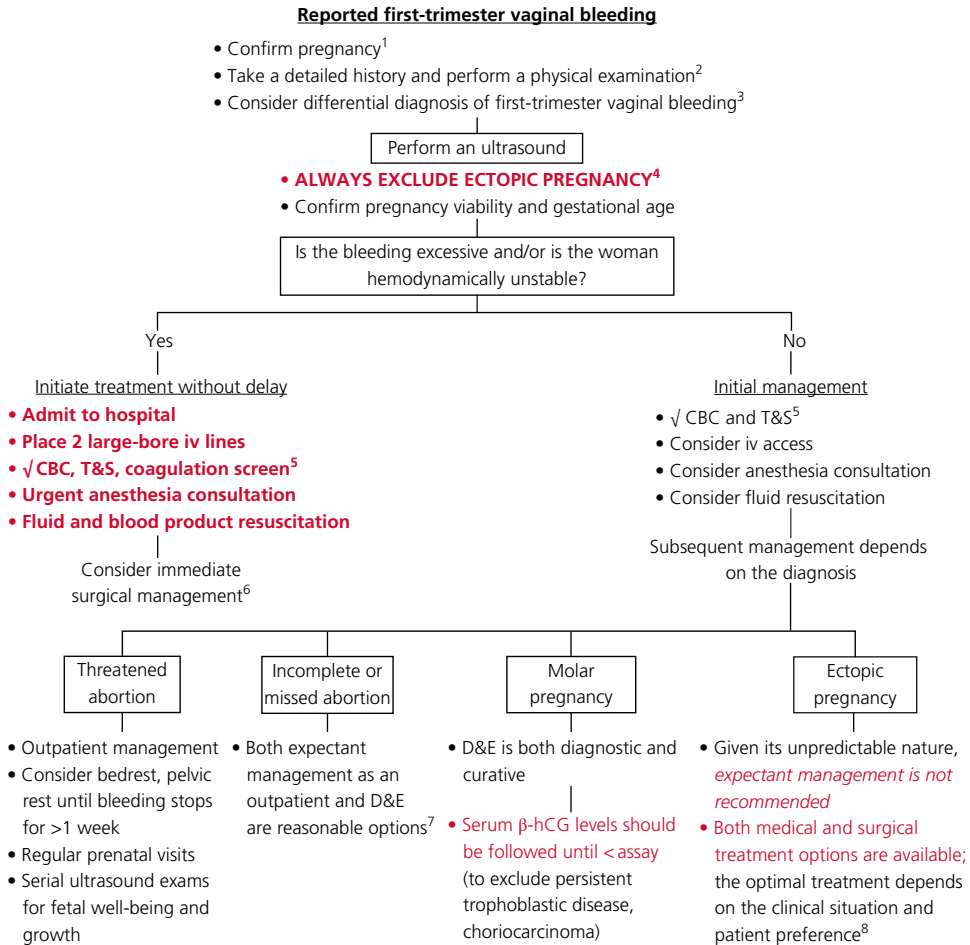 Reported first-trimester vaginal bleeding
• Confirm pregnancy¹
• Take a detailed history and perform a physical examination²
• Consider differential diagnosis of first-trimester vaginal bleeding³
Perform an ultrasound
• ALWAYS EXCLUDE ECTOPIC PREGNANCY⁴
• Confirm pregnancy viability and gestational age
Is the bleeding excessive and/or is the woman
hemodynamically unstable?
Yes
Initiate treatment without delay
• Admit to hospital
• Place 2 large-bore iv lines
• √ CBC, T&S, coagulation screen⁵
• Urgent anesthesia consultation
• Fluid and blood product resuscitation
Consider immediate
surgical management⁶
No
Initial management
• √ CBC and T&S⁵
• Consider iv access
• Consider anesthesia consultation
• Consider fluid resuscitation
Subsequent management depends
on the diagnosis
Threatened
abortion
• Outpatient management
• Consider bedrest, pelvic
rest until bleeding stops
for >1 week
• Regular prenatal visits
• Serial ultrasound exams
for fetal well-being and
growth
Incomplete or
missed abortion
• Both expectant
management as an
outpatient and D&E
are reasonable options⁷
Molar
pregnancy
• D&E is both diagnostic and
curative
• Serum β-hCG levels should
be followed until < assay
(to exclude persistent
trophoblastic disease,
choriocarcinoma)
Ectopic
pregnancy
• Given its unpredictable nature,
expectant management is not
recommended
• Both medical and surgical
treatment options are available;
the optimal treatment depends
on the clinical situation and
patient preference⁸